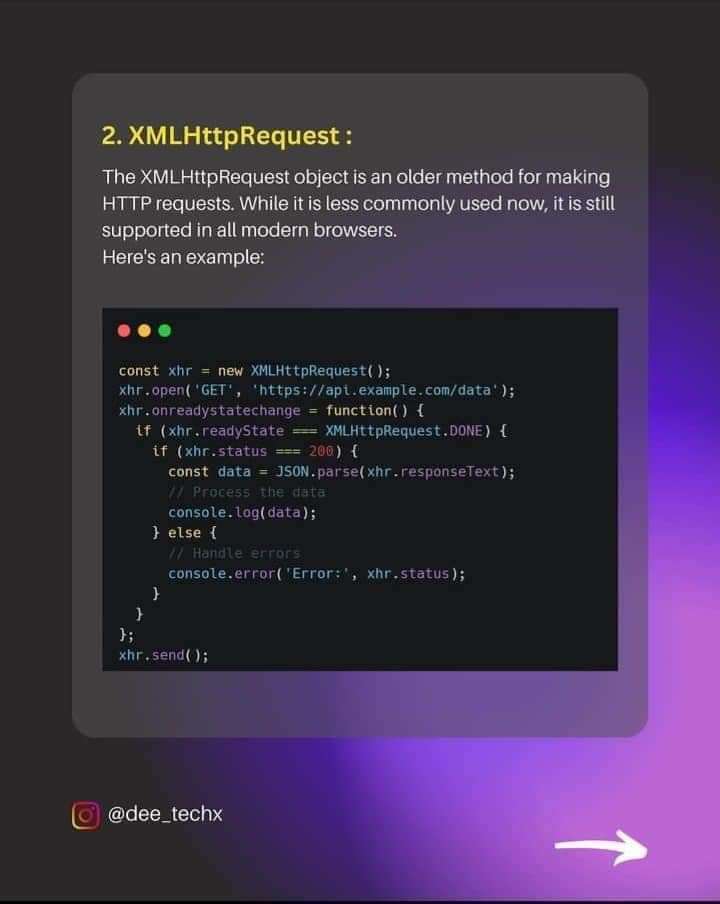 2. XMLHttpRequest :
The XMLHttpRequest object is an older method for making
HTTP requests. While it is less commonly used now, it is still
supported in all modern browsers.
Here's an example:
const xhr = new XMLHttpRequest();
xhr.open('GET', 'https://api.example.com/data');
xhr.onreadystatechange = function() {
  if (xhr.readyState === XMLHttpRequest.DONE) {
    if (xhr.status === 200) {
      const data = JSON.parse(xhr.responseText);
      // Process the data
      console.log(data);
    } else {
      // Handle errors
      console.error('Error:', xhr.status);
    }
  }
};
xhr.send();
@dee_techx